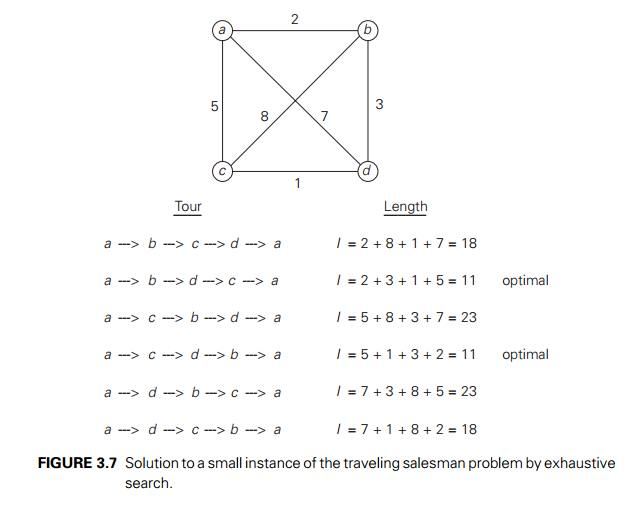 a
2
b
5
8
7
3
c
1
d
Tour Length
a ---> b ---> c ---> d ---> a l = 2 + 8 + 1 + 7 = 18
a ---> b ---> d ---> c ---> a l = 2 + 3 + 1 + 5 = 11 optimal
a ---> c ---> b ---> d ---> a l = 5 + 8 + 3 + 7 = 23
a ---> c ---> d ---> b ---> a l = 5 + 1 + 3 + 2 = 11 optimal
a ---> d ---> b ---> c ---> a l = 7 + 3 + 8 + 5 = 23
a ---> d ---> c ---> b ---> a l = 7 + 1 + 8 + 2 = 18
FIGURE 3.7 Solution to a small instance of the traveling salesman problem by exhaustive
search.